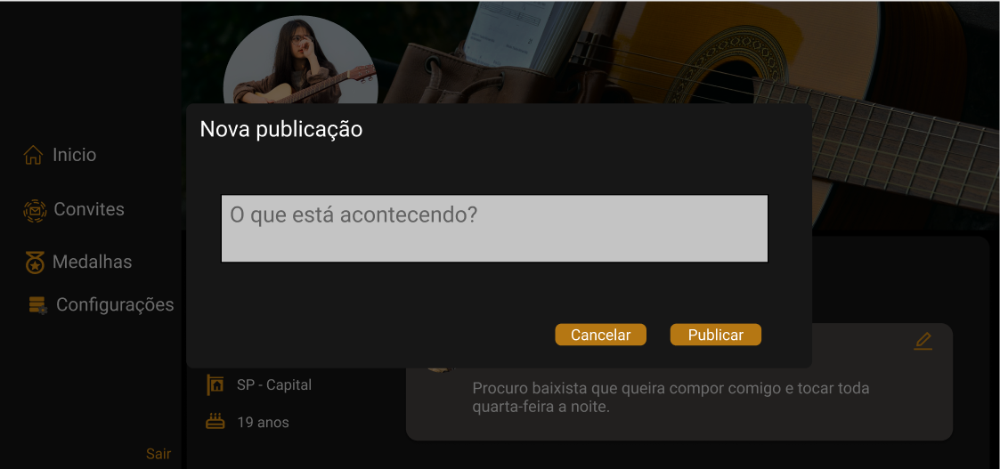 Nova publicação
Inicio
Convites
O que está acontecendo?
Medalhas
Configurações
Cancelar
Publicar
SP - Capital
Procuro baixista que queira compor comigo e tocar toda
quarta-feira a noite.
19 anos
Sair